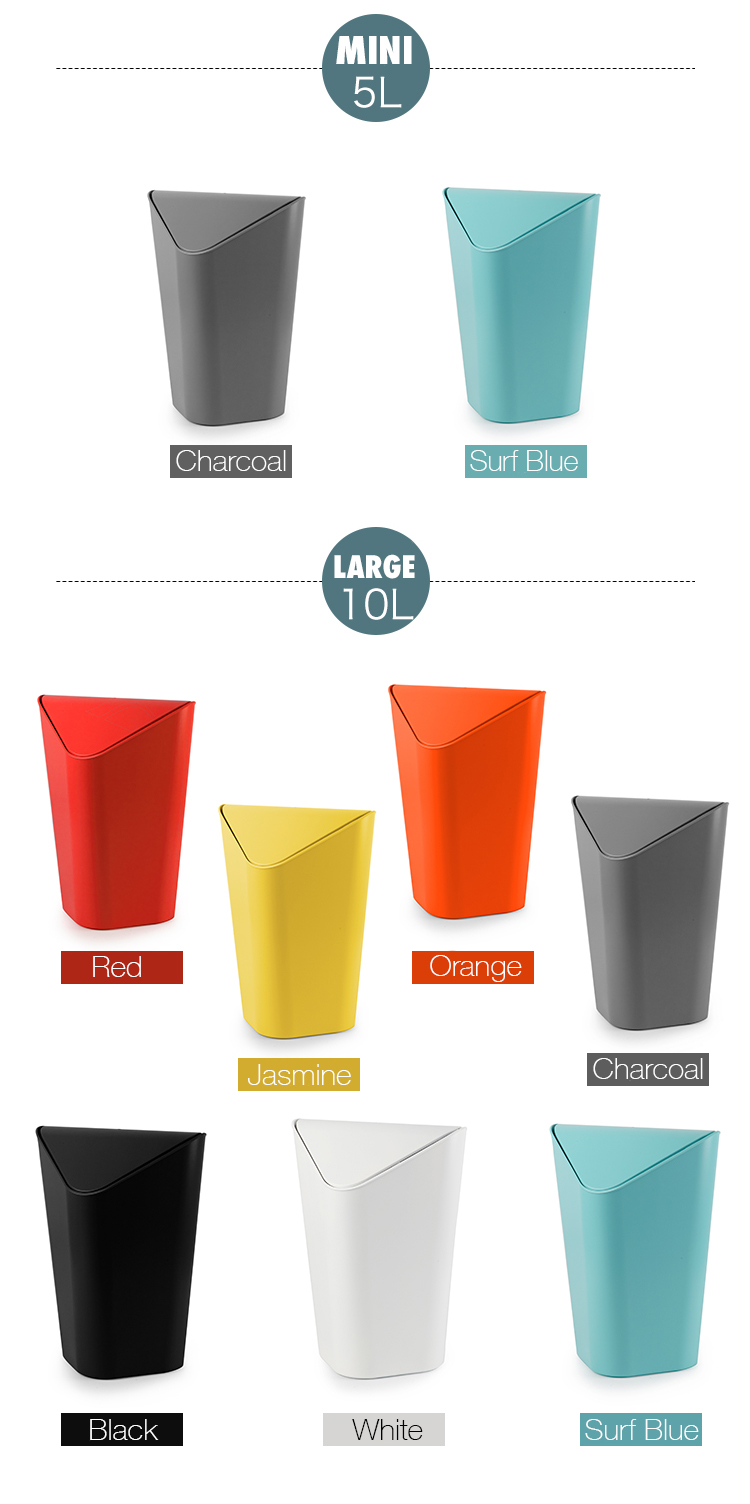 MINI
5L
Charcoal
Surf Blue
LARGE
10L
Red
Orange
Jasmine
Charcoal
Black
White
Surf Blue